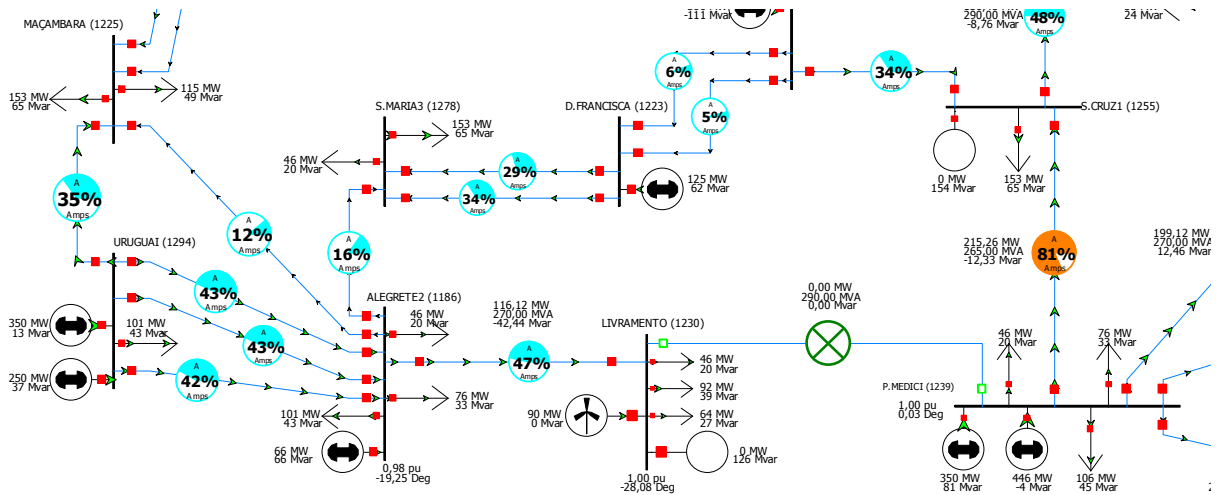 -111 Mvar
290,00 MVA
-8,76 Mvar
48%
24 Mvar
MAÇAMBARA (1225)
6%
Amps
A
34%
Amps
115 MW
49 Mvar
153 MW
65 Mvar
S.MARIA3 (1278)
D.FRANCISCA (1223)
A
5%
Amps
S.CRUZ1 (1255)
153 MW
65 Mvar
46 MW
20 Mvar
A
29%
Amps
A
34%
Amps
125 MW
62 Mvar
0 MW
154 Mvar
153 MW
65 Mvar
A
35%
Amps
A
12%
Amps
URUGUAI (1294)
A
16%
Amps
215,26 MW
265,00 MVA
-12,33 Mvar
A
81%
Amps
199,12 MW
270,00 MVA
12,46 Mvar
A
43%
Amps
ALEGRETE2 (1186)
116,12 MW
270,00 MVA
-42,44 Mvar
0,00 MW
290,00 MVA
0,00 Mvar
350 MW
13 Mvar
101 MW
43 Mvar
A
43%
Amps
46 MW
20 Mvar
LIVRAMENTO (1230)
46 MW
20 Mvar
76 MW
33 Mvar
250 MW
37 Mvar
A
42%
Amps
A
47%
Amps
46 MW
20 Mvar
92 MW
39 Mvar
P.MEDICI (1239)
1,00 pu
0,03 Deg
76 MW
33 Mvar
101 MW
43 Mvar
90 MW
0 Mvar
64 MW
27 Mvar
66 MW
66 Mvar
0,98 pu
-19,25 Deg
0 MW
126 Mvar
1,00 pu
-28,08 Deg
350 MW
81 Mvar
446 MW
-4 Mvar
106 MW
45 Mvar